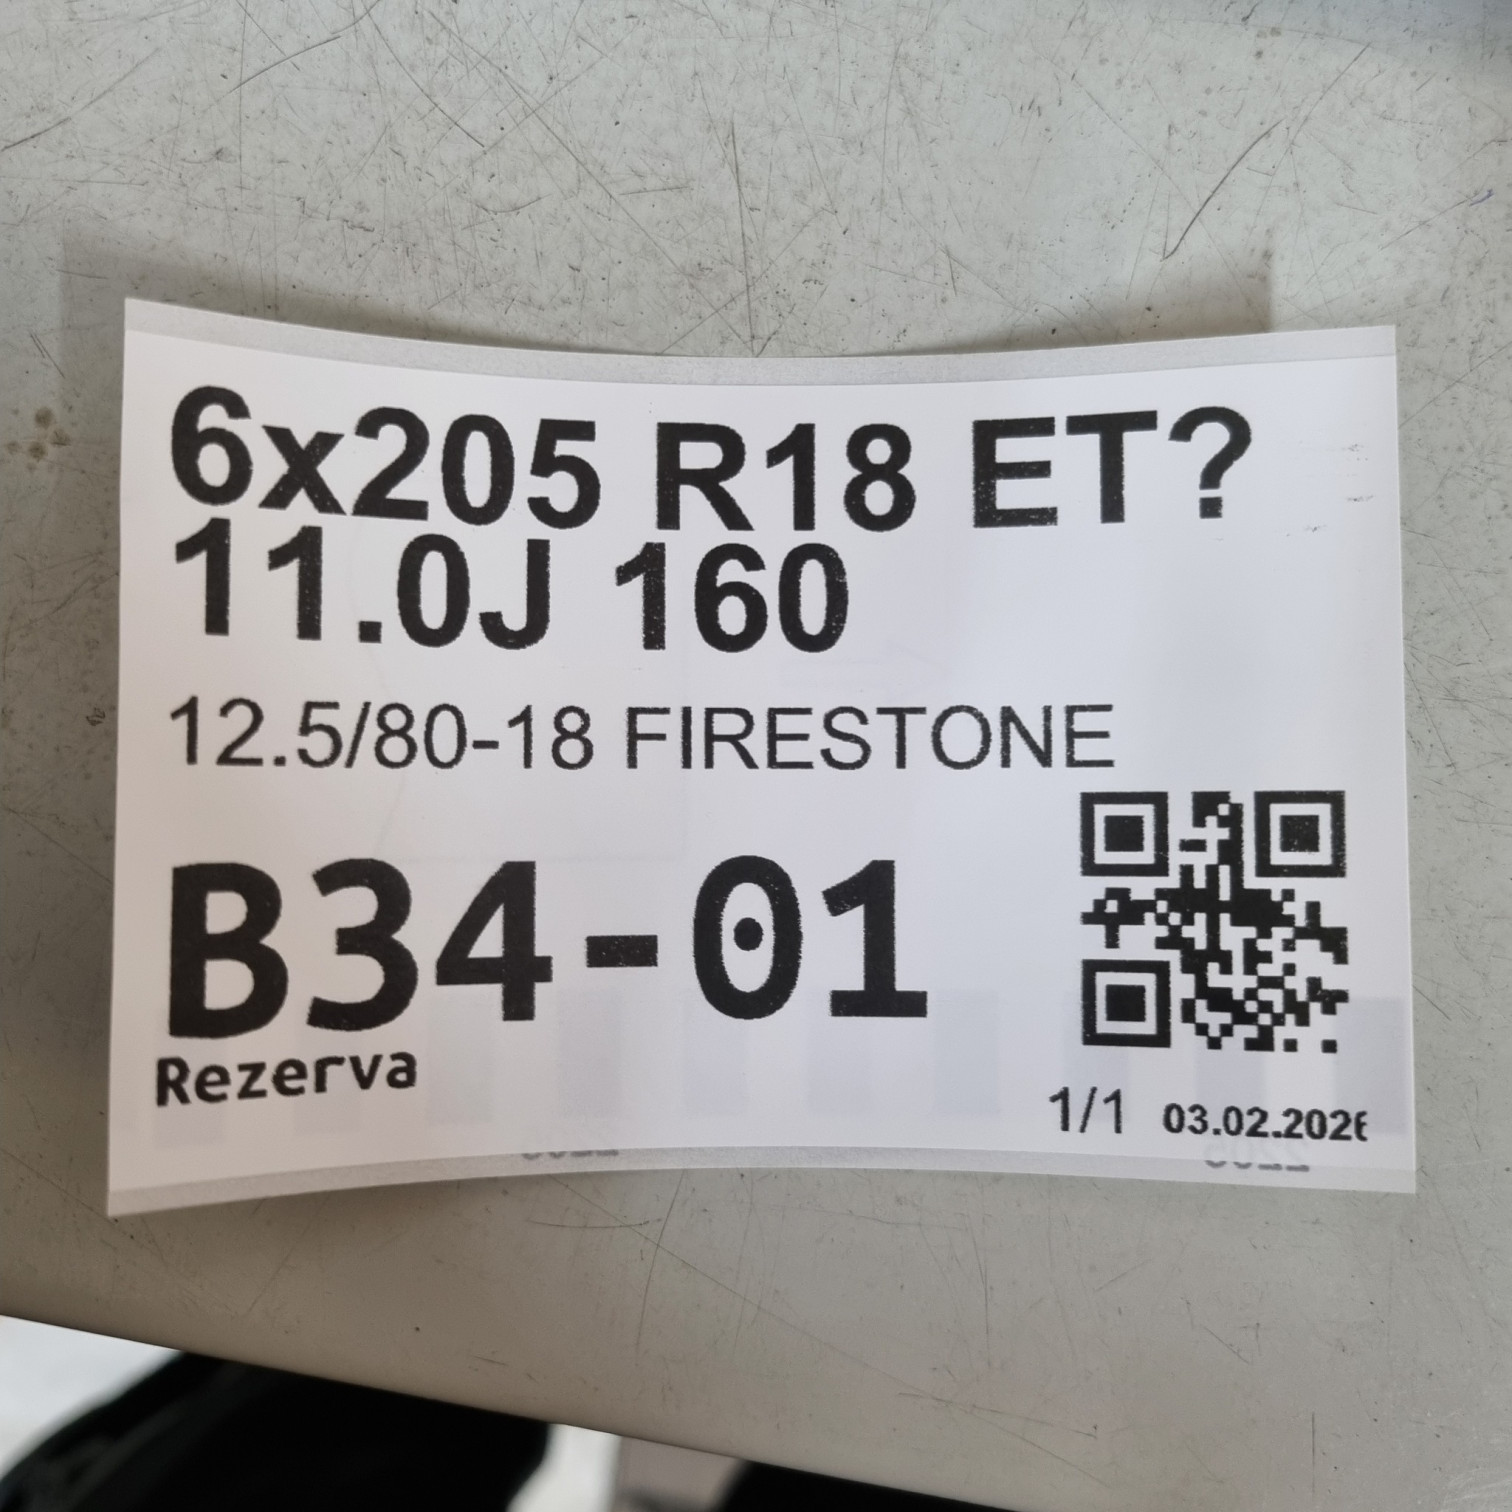 6x205 R18 ET?
11.0J 160
12.5/80-18 FIRESTONE
B34-01
Rezerva
1/1 03.02.2026